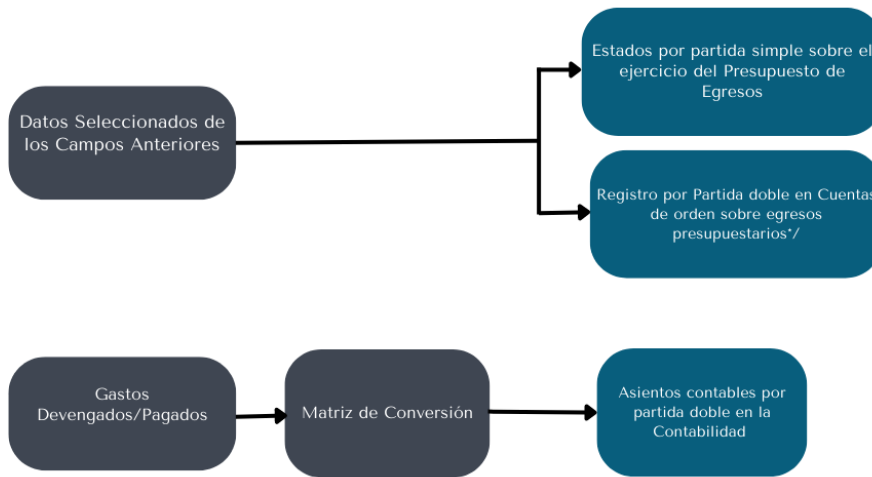 Estados por partida simple sobre el
ejercicio del Presupuesto de
Egresos
Datos Seleccionados de
los Campos Anteriores
Registro por Partida doble en Cuentas
de orden sobre egresos
presupuestarios*/
Gastos
Devengados/Pagados
Matriz de Conversión
Asientos contables por
partida doble en la
Contabilidad